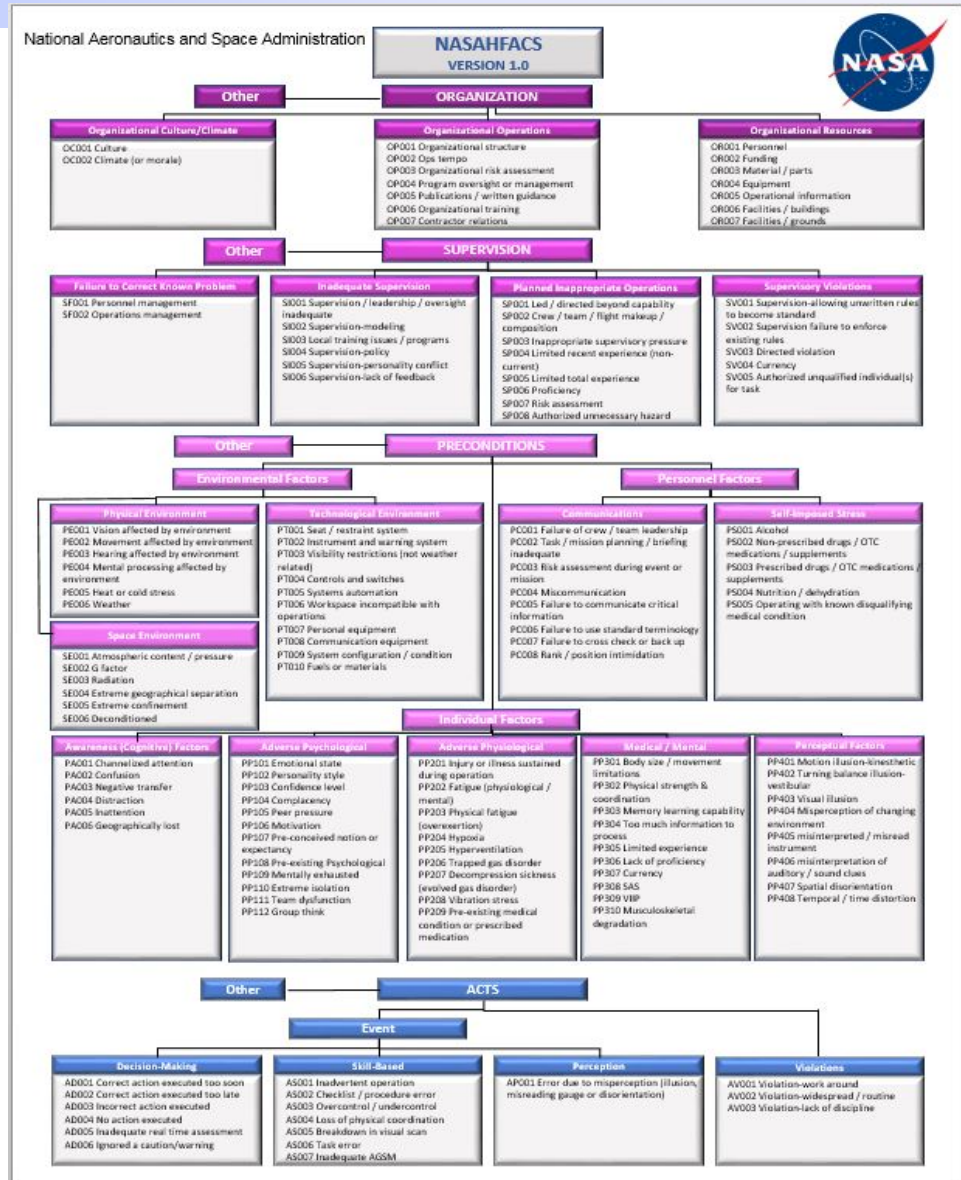 National Aeronautics and Space Administration
NASAHFACS
VERSION 1.0
NASA
Other
ORGANIZATION
Organizational Culture/Climate
OC001 Culture
OC002 Climate (or morale)
Organizational Operations
OP001 Organizational structure
OP002 Ops tempo
OP003 Organizational risk assessment
OP004 Program oversight or management
OP005 Publications / written guidance
OP006 Organizational training
OP007 Contractor relations
Organizational Resources
OR001 Personnel
OR002 Funding
OR003 Material / parts
OR004 Equipment
OR005 Operational information
OR006 Facilities / buildings
OR007 Facilities / grounds
Other
SUPERVISION
Failure to Correct Known Problem
SF001 Personnel management
SF002 Operations management
Inadequate Supervision
SI001 Supervision / leadership / oversight
inadequate
SI002 Supervision-modeling
SI003 Local training issues / programs
SI004 Supervision-policy
SI005 Supervision-personality conflict
SI006 Supervision-lack of feedback
Planned Inappropriate Operations
SP001 Led / directed beyond capability
SP002 Crew / team / flight makeup /
composition
SP003 Inappropriate supervisory pressure
SP004 Limited recent experience (non-
current)
SP005 Limited total experience
SP006 Proficiency
SP007 Risk assessment
SP008 Authorized unnecessary hazard
Supervisory Violations
SV001 Supervision-allowing unwritten rules
to become standard
SV002 Supervision failure to enforce
existing rules
SV003 Directed violation
SV004 Currency
SV005 Authorized unqualified individual(s)
for task
Other
PRECONDITIONS
Environmental Factors
Personnel Factors
Physical Environment
PE001 Vision affected by environment
PE002 Movement affected by environment
PE003 Hearing affected by environment
PE004 Mental processing affected by
environment
PE005 Heat or cold stress
PE006 Weather
Space Environment
SE001 Atmospheric content / pressure
SE002 G factor
SE003 Radiation
SE004 Extreme geographical separation
SE005 Extreme confinement
SE006 Deconditioned
Technological Environment
PT001 Seat / restraint system
PT002 Instrument and warning system
PT003 Visibility restrictions (not weather
related)
PT004 Controls and switches
PT005 Systems automation
PT006 Workspace incompatible with
operations
PT007 Personal equipment
PT008 Communication equipment
PT009 System configuration / condition
PT010 Fuels or materials
Communications
PC001 Failure of crew / team leadership
PC002 Task / mission planning / briefing
inadequate
PC003 Risk assessment during event or
mission
PC004 Miscommunication
PC005 Failure to communicate critical
information
PC006 Failure to use standard terminology
PC007 Failure to cross check or back up
PC008 Rank / position intimidation
Self-Imposed Stress
PS001 Alcohol
PS002 Non-prescribed drugs / OTC
medications / supplements
PS003 Prescribed drugs / OTC medications /
supplements
PS004 Nutrition / dehydration
PS005 Operating with known disqualifying
medical condition
Individual Factors
Awareness (Cognitive) Factors
PA001 Channelized attention
PA002 Confusion
PA003 Negative transfer
PA004 Distraction
PA005 Inattention
PA006 Geographically lost
Adverse Psychological
PP101 Emotional state
PP102 Personality style
PP103 Confidence level
PP104 Complacency
PP105 Peer pressure
PP106 Motivation
PP107 Pre-conceived notion or
expectancy
PP108 Pre-existing Psychological
PP109 Mentally exhausted
PP110 Extreme isolation
PP111 Team dysfunction
PP112 Group think
Adverse Physiological
PP201 Injury or illness sustained
during operation
PP202 Fatigue (physiological /
mental)
PP203 Physical fatigue
(overexertion)
PP204 Hypoxia
PP205 Hyperventilation
PP206 Trapped gas disorder
PP207 Decompression sickness
(evolved gas disorder)
PP208 Vibration stress
PP209 Pre-existing medical
condition or prescribed
medication
Medical / Mental
PP301 Body size / movement
limitations
PP302 Physical strength &
coordination
PP303 Memory learning capability
PP304 Too much information to
process
PP305 Limited experience
PP306 Lack of proficiency
PP307 Currency
PP308 SAS
PP309 VIIP
PP310 Musculoskeletal
degradation
Perceptual Factors
PP401 Motion illusion-kinesthetic
PP402 Turning balance illusion-
vestibular
PP403 Visual illusion
PP404 Misperception of changing
environment
PP405 misinterpreted / misread
instrument
PP406 misinterpretation of
auditory / sound clues
PP407 Spatial disorientation
PP408 Temporal / time distortion
Other
ACTS
Event
Decision-Making
AD001 Correct action executed too soon
AD002 Correct action executed too late
AD003 Incorrect action executed
AD004 No action executed
AD005 Inadequate real time assessment
AD006 Ignored a caution/warning
Skill-Based
AS001 Inadvertent operation
AS002 Checklist / procedure error
AS003 Overcontrol / undercontrol
AS004 Loss of physical coordination
AS005 Breakdown in visual scan
AS006 Task error
AS007 Inadequate AGSM
Perception
AP001 Error due to misperception (illusion,
misreading gauge or disorientation)
Violations
AV001 Violation-work around
AV002 Violation-widespread / routine
AV003 Violation-lack of discipline